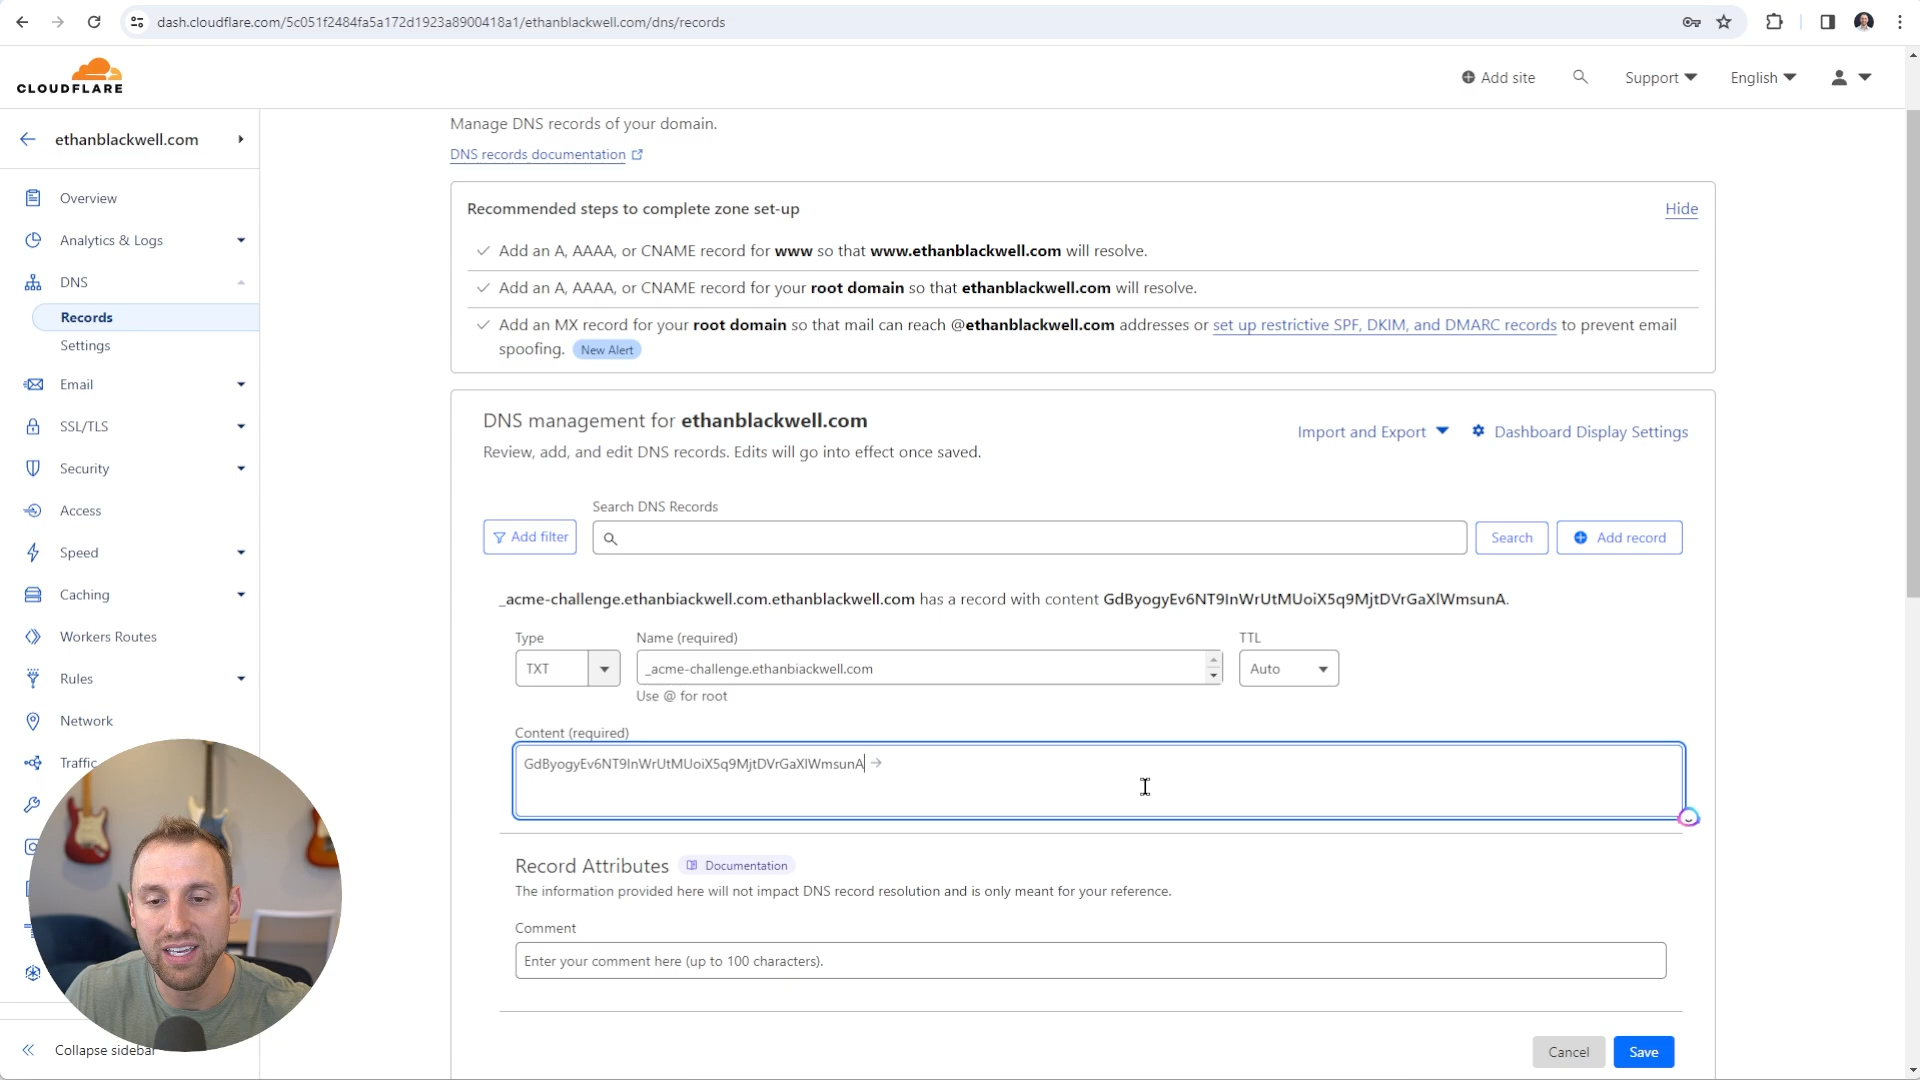 dash.cloudflare.com/5c051f2484fa5a172d1923a8900418a1/ethanblackwell.com/dns/records
CLOUDFLARE
Add site
Support
English
ethanblackwell.com
Overview
Analytics & Logs
DNS
Records
Settings
Email
SSL/TLS
Security
Access
Speed
Caching
Workers Routes
Rules
Network
Traffic
Collapse sidebar
Manage DNS records of your domain.
DNS records documentation
Recommended steps to complete zone set-up
Hide
Add an A, AAAA, or CNAME record for www so that www.ethanblackwell.com will resolve.
Add an A, AAAA, or CNAME record for your root domain so that ethanblackwell.com will resolve.
Add an MX record for your root domain so that mail can reach @ethanblackwell.com addresses or set up restrictive SPF, DKIM, and DMARC records to prevent email
spoofing. New Alert
DNS management for ethanblackwell.com
Review, add, and edit DNS records. Edits will go into effect once saved.
Import and Export
Dashboard Display Settings
Search DNS Records
Add filter
Search
Add record
_acme-challenge.ethanbiackwell.com.ethanblackwell.com has a record with content GdByogyEv6NT9InWrUtMUoiX5q9MjtDVrGaXlWmsunA.
Type
Name (required)
TTL
TXT
_acme-challenge.ethanbiackwell.com
Auto
Use @ for root
Content (required)
GdByogyEv6NT9InWrUtMUoiX5q9MjtDVrGaXlWmsunA
Record Attributes
Documentation
The information provided here will not impact DNS record resolution and is only meant for your reference.
Comment
Enter your comment here (up to 100 characters).
Cancel
Save